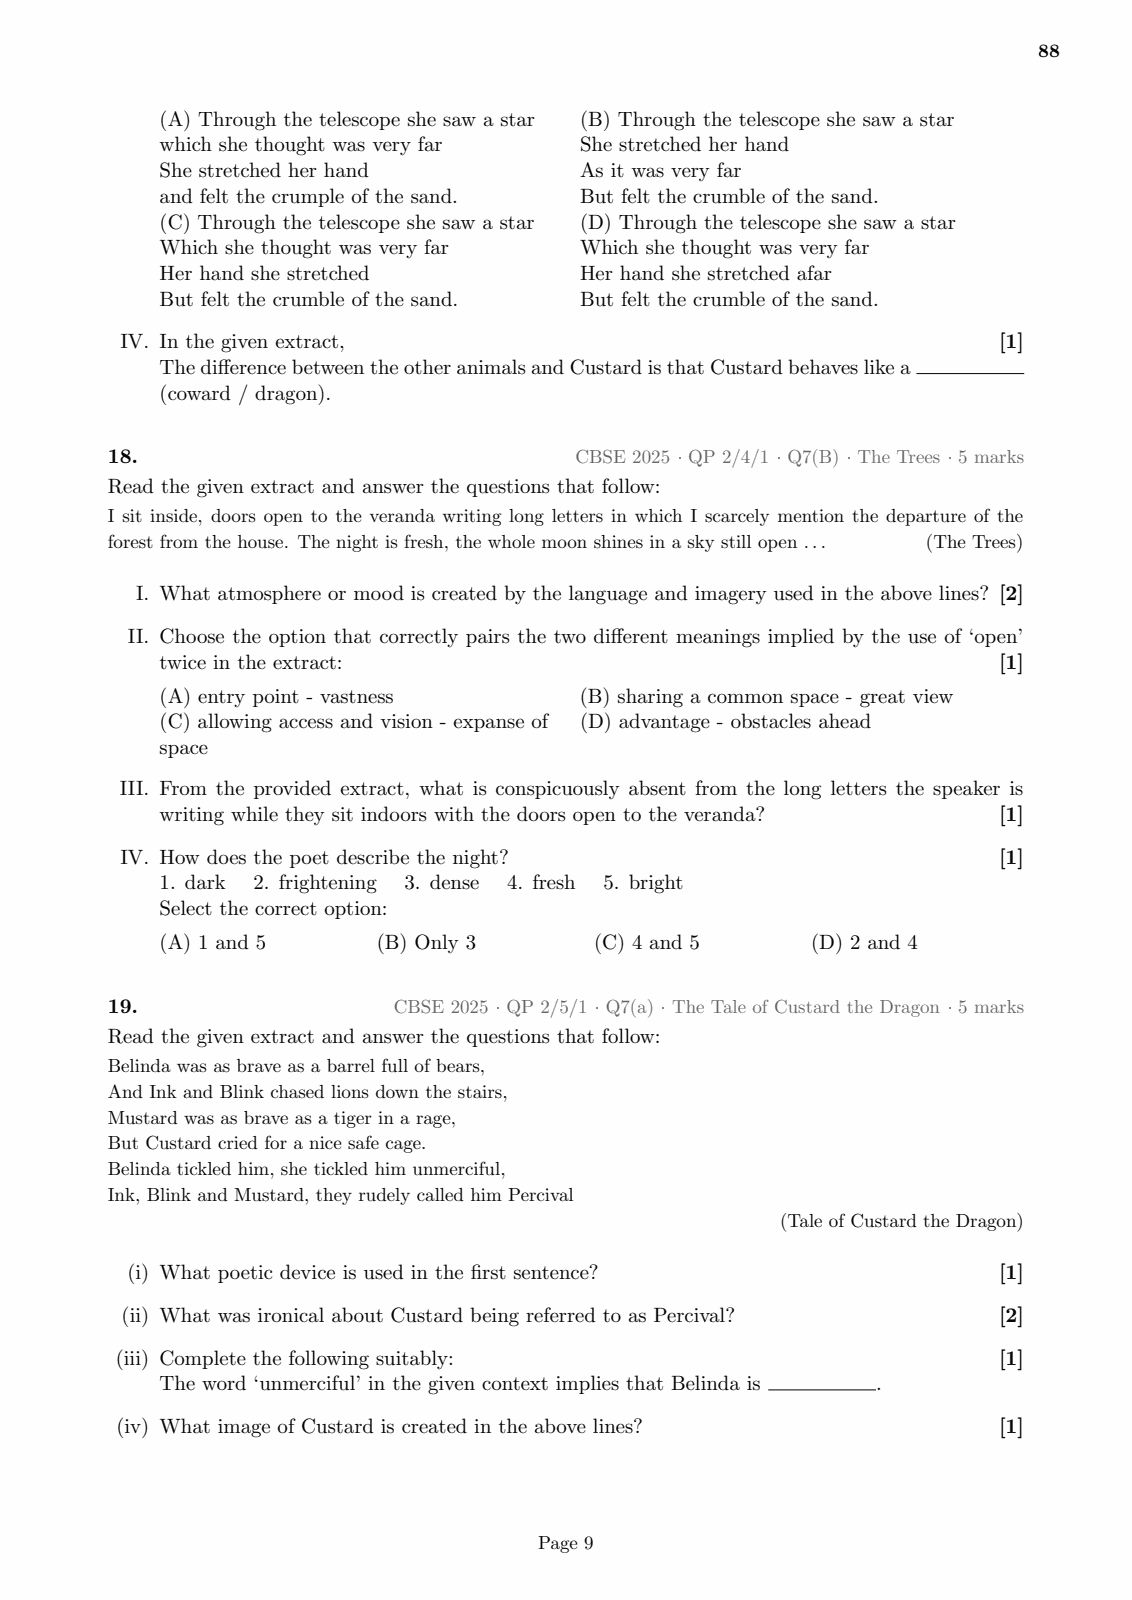 88
(A) Through the telescope she saw a star
which she thought was very far
She stretched her hand
and felt the crumple of the sand.
(B) Through the telescope she saw a star
She stretched her hand
As it was very far
But felt the crumble of the sand.
(C) Through the telescope she saw a star
Which she thought was very far
Her hand she stretched
But felt the crumble of the sand.
(D) Through the telescope she saw a star
Which she thought was very far
Her hand she stretched afar
But felt the crumble of the sand.
IV. In the given extract, [1]
The difference between the other animals and Custard is that Custard behaves like a __________
(coward / dragon).
18. CBSE 2025 · QP 2/4/1 · Q7(B) · The Trees · 5 marks
Read the given extract and answer the questions that follow:
I sit inside, doors open to the veranda writing long letters in which I scarcely mention the departure of the
forest from the house. The night is fresh, the whole moon shines in a sky still open ... (The Trees)
I. What atmosphere or mood is created by the language and imagery used in the above lines? [2]
II. Choose the option that correctly pairs the two different meanings implied by the use of ‘open’
twice in the extract: [1]
(A) entry point - vastness (B) sharing a common space - great view
(C) allowing access and vision - expanse of (D) advantage - obstacles ahead
space
III. From the provided extract, what is conspicuously absent from the long letters the speaker is
writing while they sit indoors with the doors open to the veranda? [1]
IV. How does the poet describe the night? [1]
1. dark 2. frightening 3. dense 4. fresh 5. bright
Select the correct option:
(A) 1 and 5 (B) Only 3 (C) 4 and 5 (D) 2 and 4
19. CBSE 2025 · QP 2/5/1 · Q7(a) · The Tale of Custard the Dragon · 5 marks
Read the given extract and answer the questions that follow:
Belinda was as brave as a barrel full of bears,
And Ink and Blink chased lions down the stairs,
Mustard was as brave as a tiger in a rage,
But Custard cried for a nice safe cage.
Belinda tickled him, she tickled him unmerciful,
Ink, Blink and Mustard, they rudely called him Percival
(Tale of Custard the Dragon)
(i) What poetic device is used in the first sentence? [1]
(ii) What was ironical about Custard being referred to as Percival? [2]
(iii) Complete the following suitably: [1]
The word ‘unmerciful’ in the given context implies that Belinda is __________.
(iv) What image of Custard is created in the above lines? [1]
Page 9